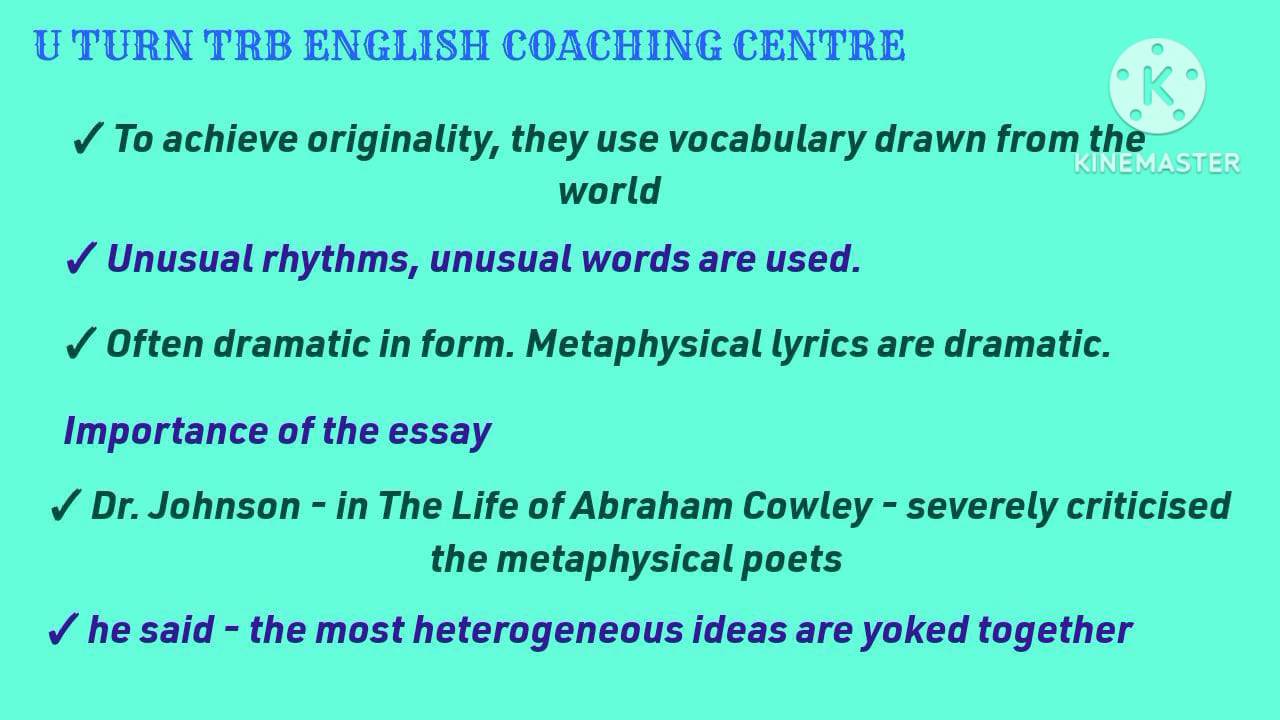 U TURN TRB ENGLISH COACHING CENTRE
✓ To achieve originality, they use vocabulary drawn from the
world
KINEMASTER
✓ Unusual rhythms, unusual words are used.
✓ Often dramatic in form. Metaphysical lyrics are dramatic.
Importance of the essay
✓ Dr. Johnson - in The Life of Abraham Cowley - severely criticised
the metaphysical poets
✓ he said - the most heterogeneous ideas are yoked together